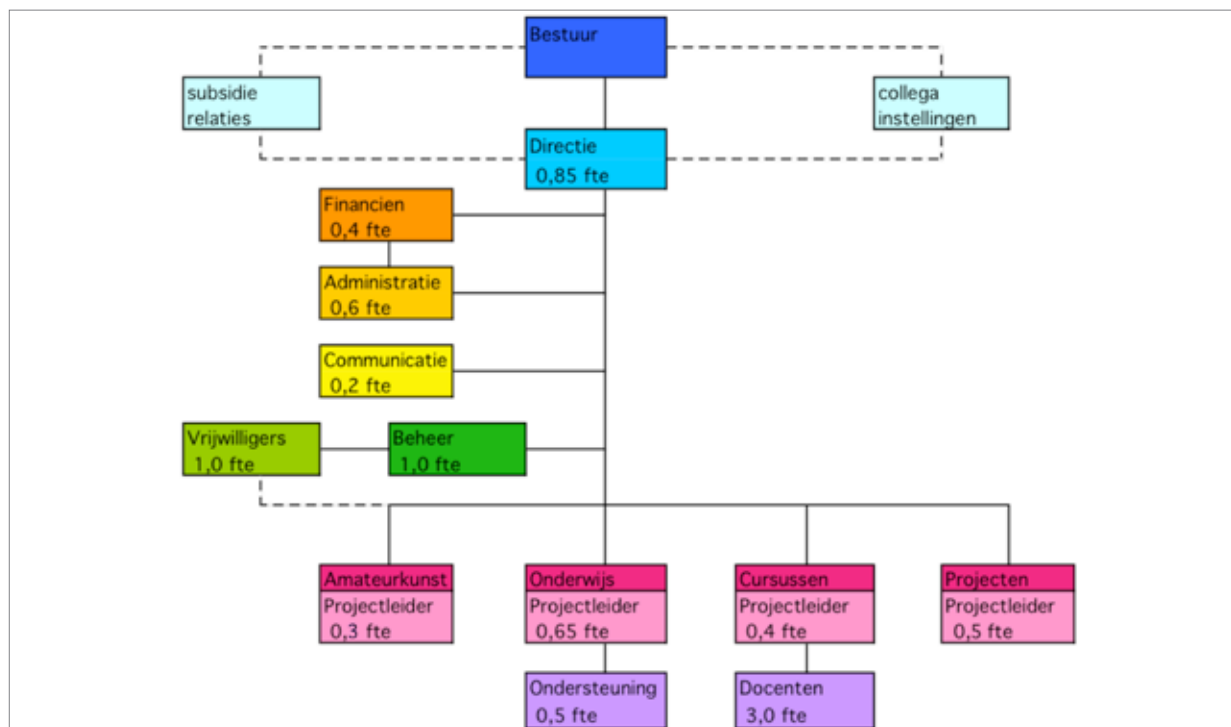 Bestuur
subsidie
relaties
collega
instellingen
Directie
0,85 fte
Financien
0,4 fte
Administratie
0,6 fte
Communicatie
0,2 fte
Vrijwilligers
1,0 fte
Beheer
1,0 fte
Amateurkunst
Projectleider
0,3 fte
Onderwijs
Projectleider
0,65 fte
Cursussen
Projectleider
0,4 fte
Projecten
Projectleider
0,5 fte
Ondersteuning
0,5 fte
Docenten
3,0 fte